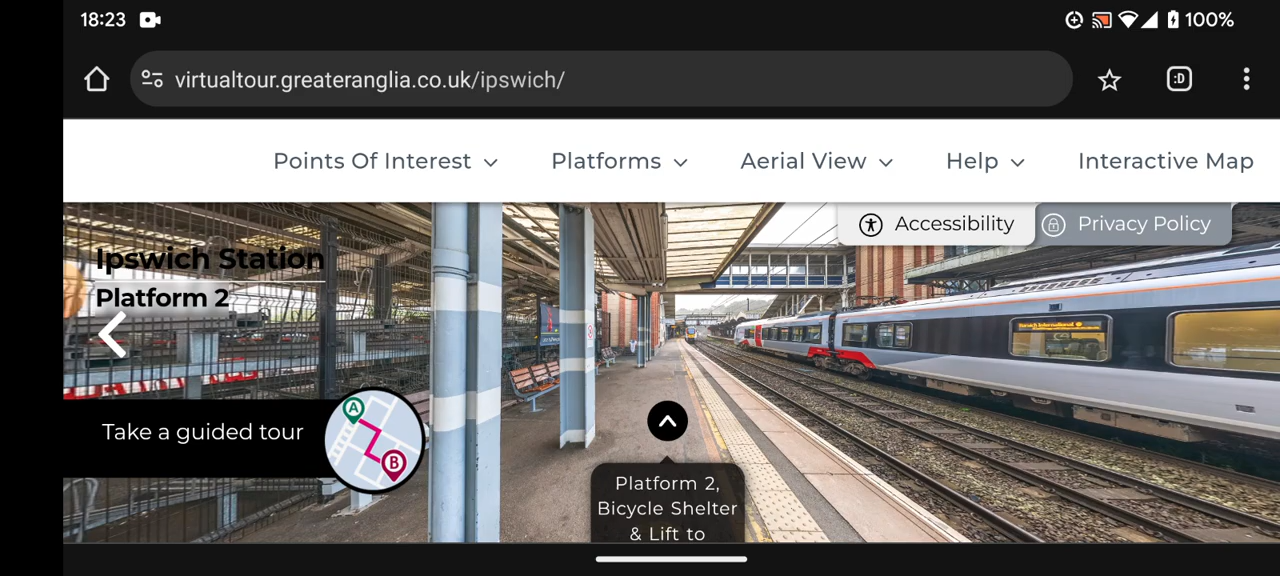 18:23
100%
virtualtour.greateranglia.co.uk/ipswich/
:D
Points Of Interest
Platforms
Aerial View
Help
Interactive Map
Accessibility
Privacy Policy
Ipswich Station
Platform 2
Take a guided tour
A
B
Platform 2,
Bicycle Shelter
& Lift to